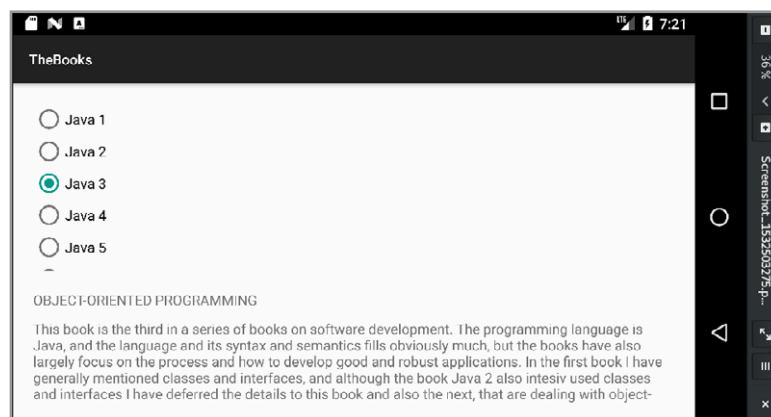 LTE 7:21
TheBooks
Java 1
Java 2
Java 3
Java 4
Java 5
OBJECT-ORIENTED PROGRAMMING
This book is the third in a series of books on software development. The programming language is
Java, and the language and its syntax and semantics fills obviously much, but the books have also
largely focus on the process and how to develop good and robust applications. In the first book I have
generally mentioned classes and interfaces, and although the book Java 2 also intesiv used classes
and interfaces I have deferred the details to this book and also the next, that are dealing with object-
36 %
Screenshot_1532503275.p...